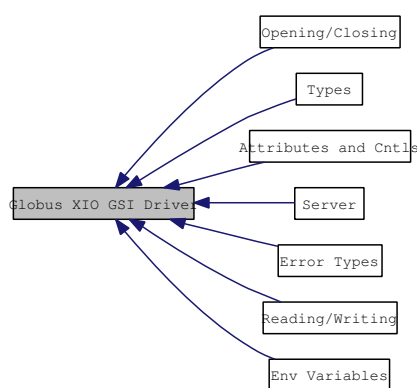 Opening/Closing
Types
Attributes and Cntls
Globus XIO GSI Driver
Server
Error Types
Reading/Writing
Env Variables